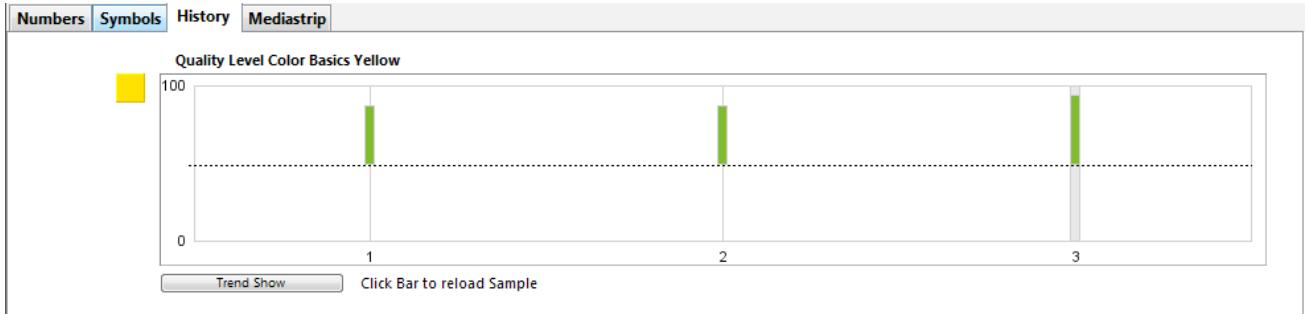 Numbers Symbols History Mediastrip
Quality Level Color Basics Yellow
100
0
1 2 3
Trend Show Click Bar to reload Sample